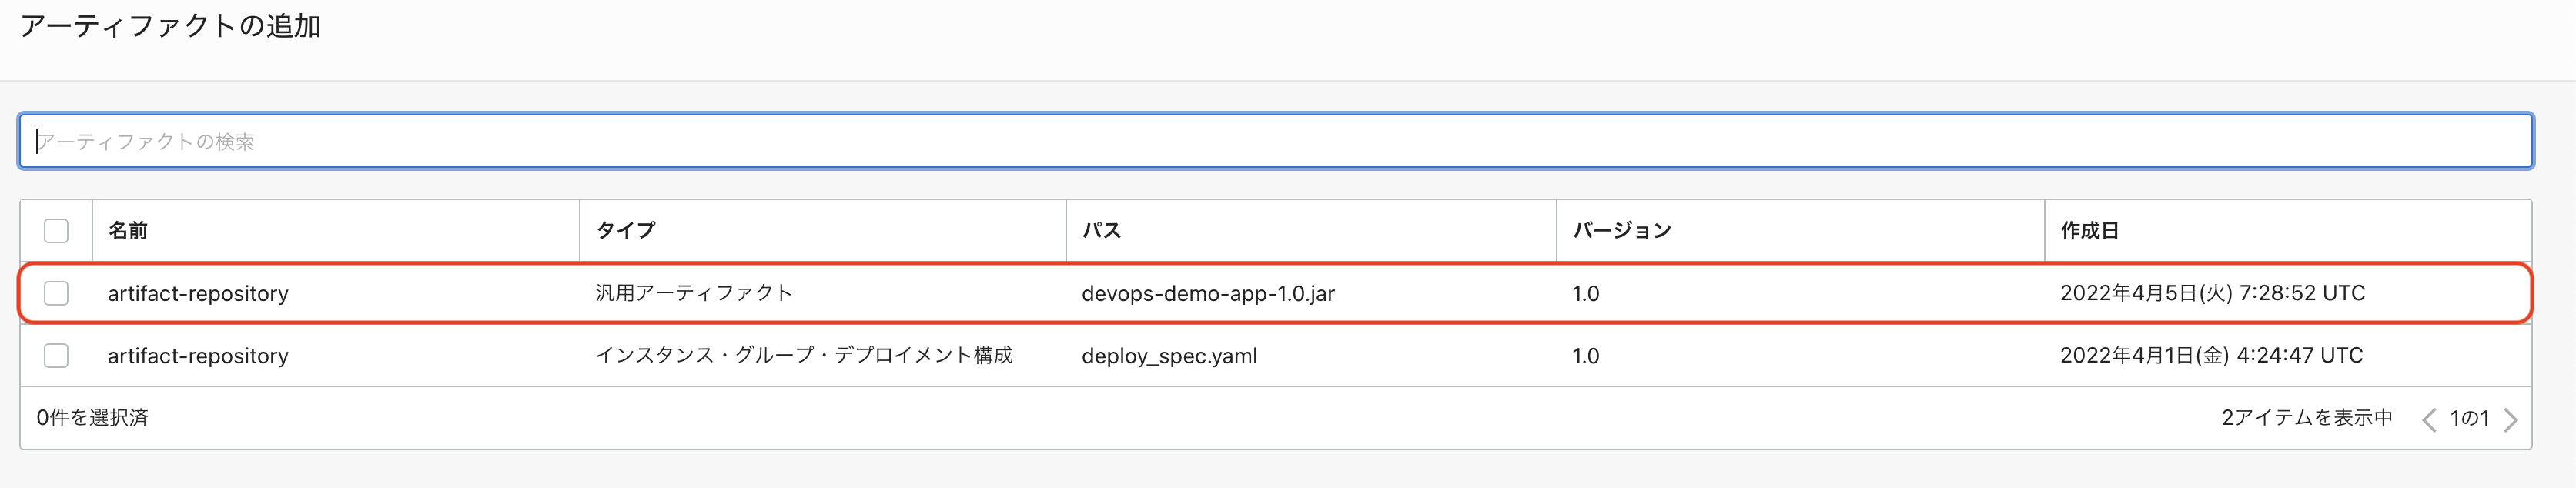 アーティファクトの追加
アーティファクトの検索
名前 タイプ パス バージョン 作成日
artifact-repository 汎用アーティファクト devops-demo-app-1.0.jar 1.0 2022年4月5日(火) 7:28:52 UTC
artifact-repository インスタンス・グループ・デプロイメント構成 deploy_spec.yaml 1.0 2022年4月1日(金) 4:24:47 UTC
0件を選択済 2アイテムを表示中 1の1